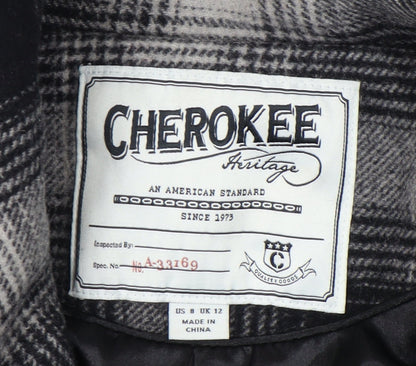 CHEROKEE
Heritage
AN AMERICAN STANDARD
SINCE 1973
Inspected By:
Spec. No. No. A-33169
C
QUALITY GOODS
US 8 UK 12
MADE IN
CHINA